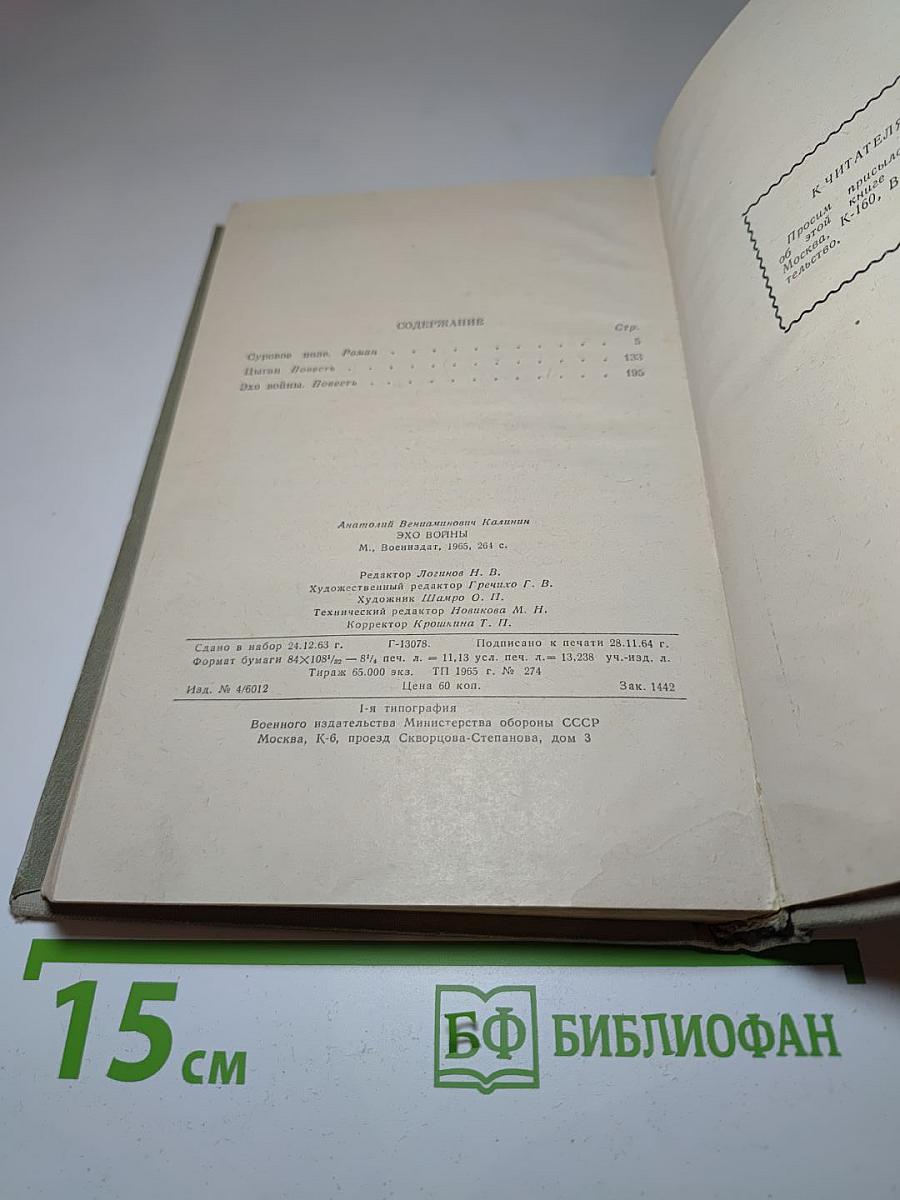 СОДЕРЖАНИЕ
Стр.
Суровое поле. Роман . . . . . . . . . . . . 5
Цыган Повесть . . . . . . . . . . . . . 133
Эхо войны. Повесть . . . . . . . . . . . . 195
Анатолий Вениаминович Калинин
ЭХО ВОЙНЫ
М., Воениздат, 1965, 264 с.
Редактор Логинов Н. В.
Художественный редактор Гречихо Г. В.
Художник Шамро О. П.
Технический редактор Новикова М. Н.
Корректор Крошкина Т. П.
Сдано в набор 24.12.63 г. Г-13078. Подписано к печати 28.11.64 г.
Формат бумаги 84×108¹/₃₂ — 8¹/₄ печ. л. = 11,13 усл. печ. л. = 13,238 уч.-изд. л.
Тираж 65.000 экз. ТП 1965 г. № 274
Изд. № 4/6012 Цена 60 коп. Зак. 1442
1-я типография
Военного издательства Министерства обороны СССР
Москва, К-6, проезд Скворцова-Степанова, дом 3
К ЧИТАТЕЛЯ
Просим присыл
об этой книге
Москва, К-160, В
тельство.
15 см
БФ БИБЛИОФАН